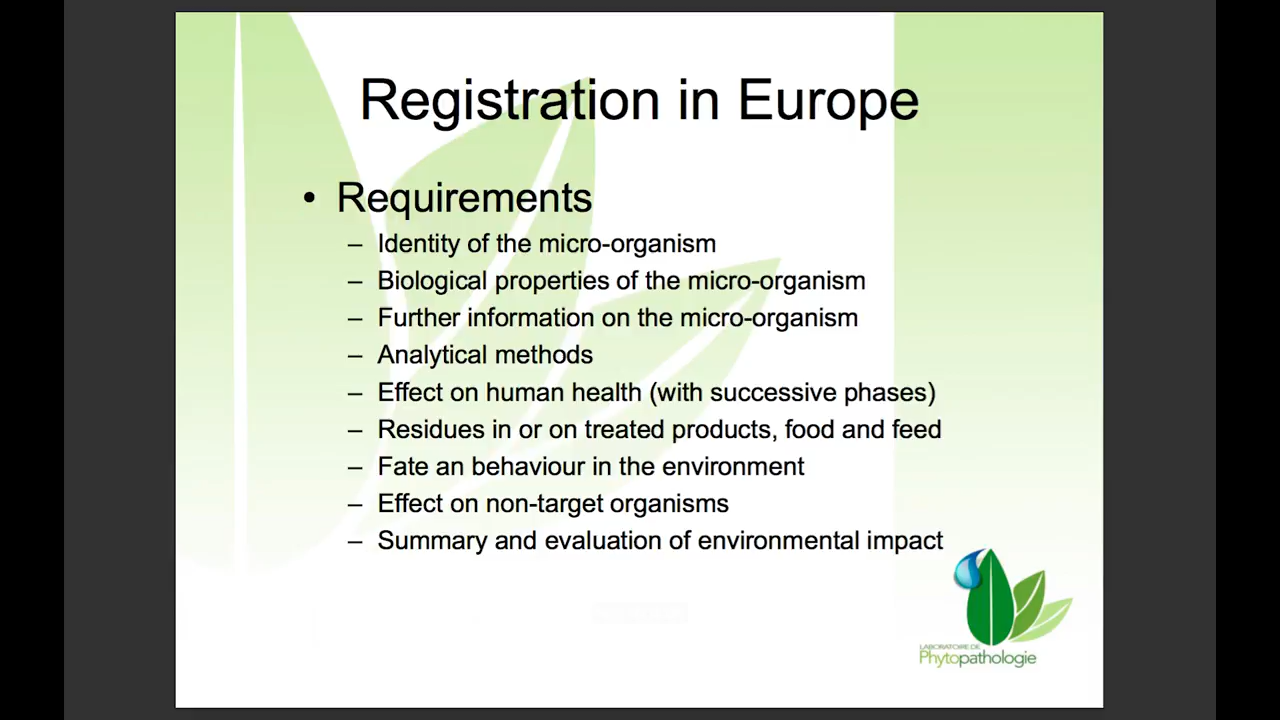 Registration in Europe
• Requirements
– Identity of the micro-organism
– Biological properties of the micro-organism
– Further information on the micro-organism
– Analytical methods
– Effect on human health (with successive phases)
– Residues in or on treated products, food and feed
– Fate an behaviour in the environment
– Effect on non-target organisms
– Summary and evaluation of environmental impact
LABORATOIRE DE
Phytopathologie